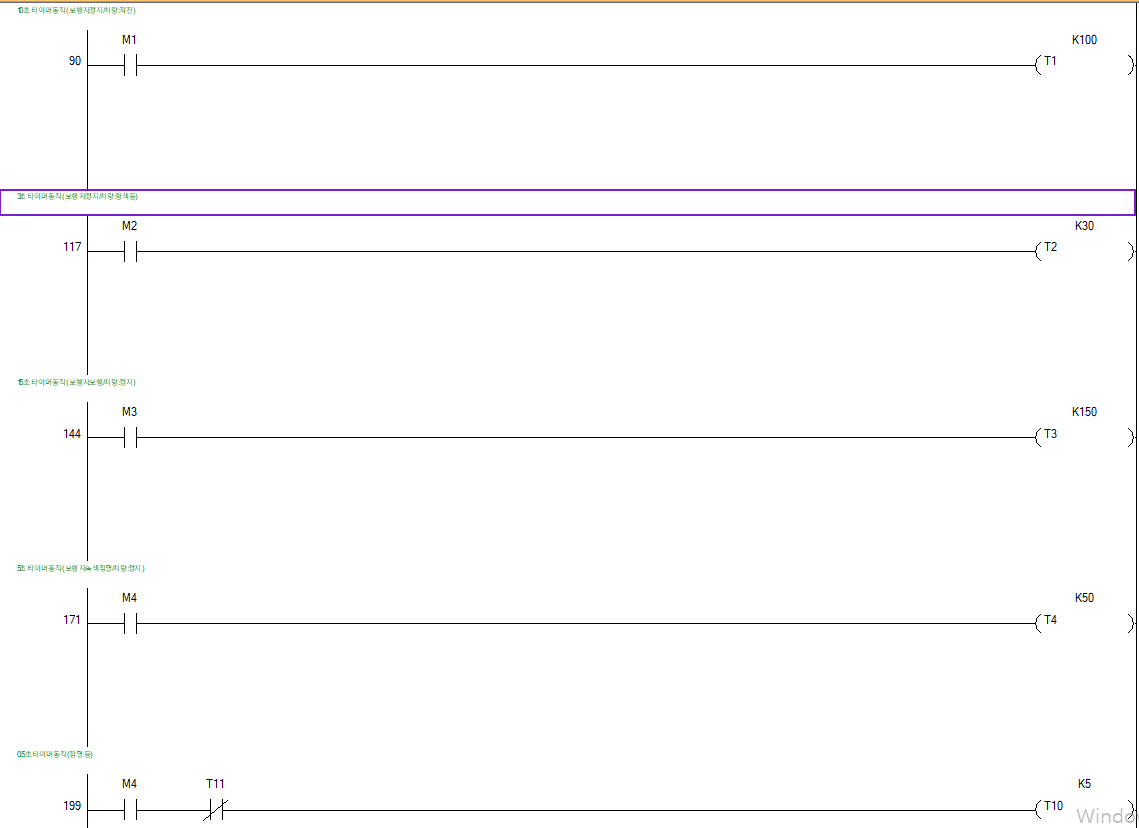 10초 타이머동작(보행자:정지/차량:직진)
M1 K100
90 T1
3초 타이머동작(보행자:정지/차량:황색등)
M2 K30
117 T2
15초 타이머동작(보행자:보행/차량:정지)
M3 K150
144 T3
5초 타이머동작(보행자:녹색점멸/차량:정지)
M4 K50
171 T4
0.5초타이머동작(점멸등)
M4 T11 K5
199 T10
Windo